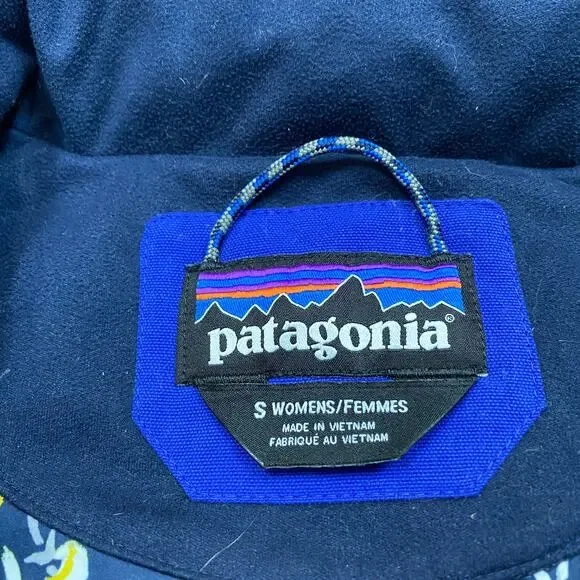 patagonia®
S WOMENS/FEMMES
MADE IN VIETNAM
FABRIQUÉ AU VIETNAM